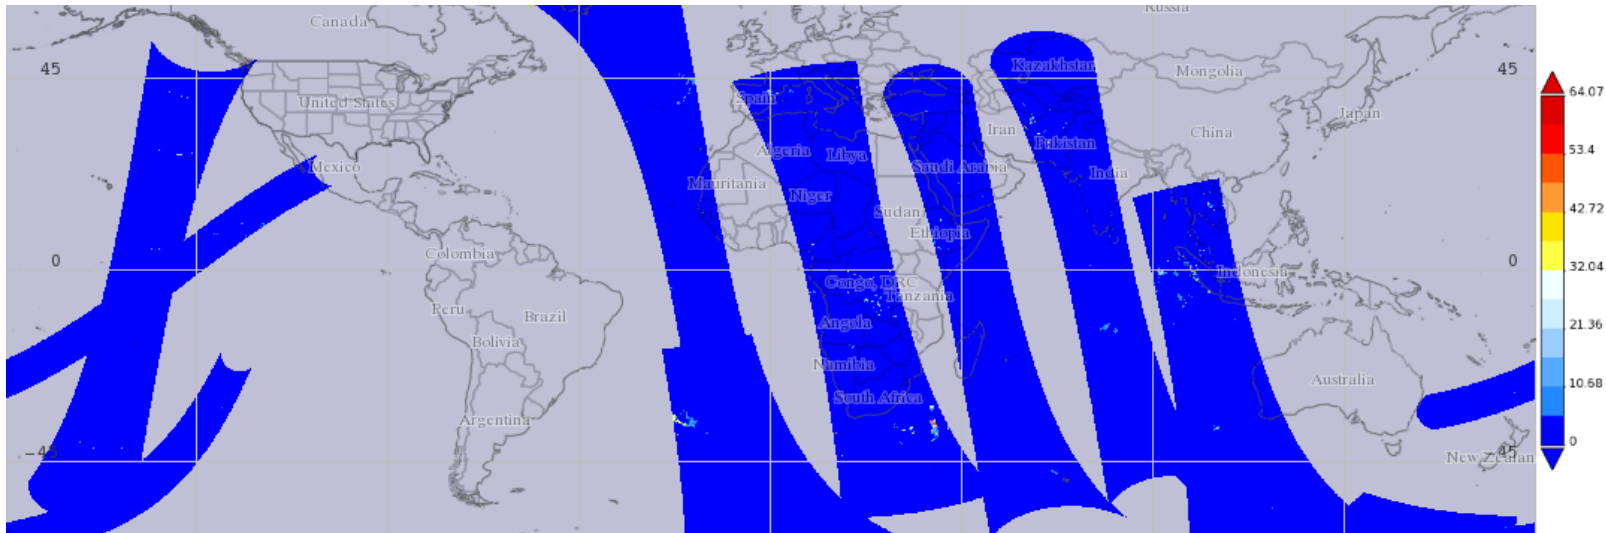 Russia
Canada
45
Kazakhstan
Mongolia
45
64.07
United States
Spain
Japan
53.4
Iran
China
Algeria
Libya
Pakistan
Mexico
Saudi Arabia
India
Mauritania
Niger
42.72
Sudan
Ethiopia
Colombia
0
0
32.04
Indonesia
Congo, DRC
Tanzania
Peru
Brazil
Angola
21.36
Bolivia
Namibia
Australia
10.68
South Africa
Argentina
0
-45
-45
New Zealan